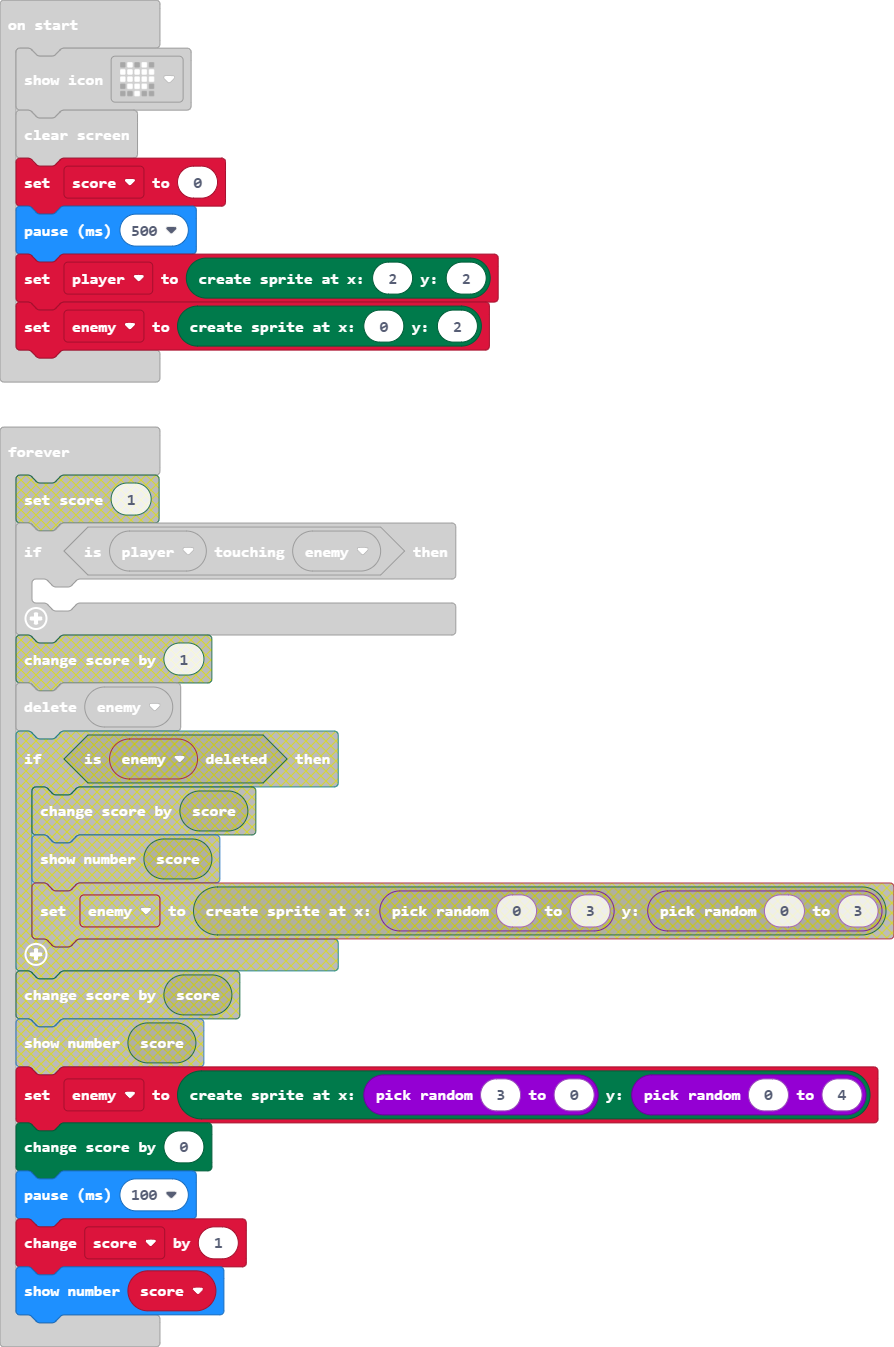 on start
show icon
clear screen
set score to 0
pause (ms) 500
set player to create sprite at x: 2 y: 2
set enemy to create sprite at x: 0 y: 2
forever
set score 1
if is player touching enemy then
change score by 1
delete enemy
if is enemy deleted then
change score by score
show number score
set enemy to create sprite at x: pick random 0 to 3 y: pick random 0 to 3
change score by score
show number score
set enemy to create sprite at x: pick random 3 to 0 y: pick random 0 to 4
change score by 0
pause (ms) 100
change score by 1
show number score